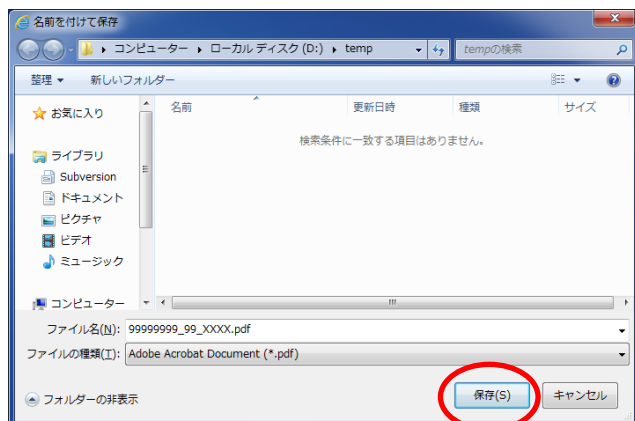 名前を付けて保存
コンピューター ▸ ローカル ディスク (D:) ▸ temp
tempの検索
整理 新しいフォルダー
名前 更新日時 種類 サイズ
検索条件に一致する項目はありません。
お気に入り
ライブラリ
Subversion
ドキュメント
ピクチャ
ビデオ
ミュージック
コンピューター
ファイル名(N): 99999999_99_XXXX.pdf
ファイルの種類(T): Adobe Acrobat Document (*.pdf)
フォルダーの非表示
保存(S) キャンセル